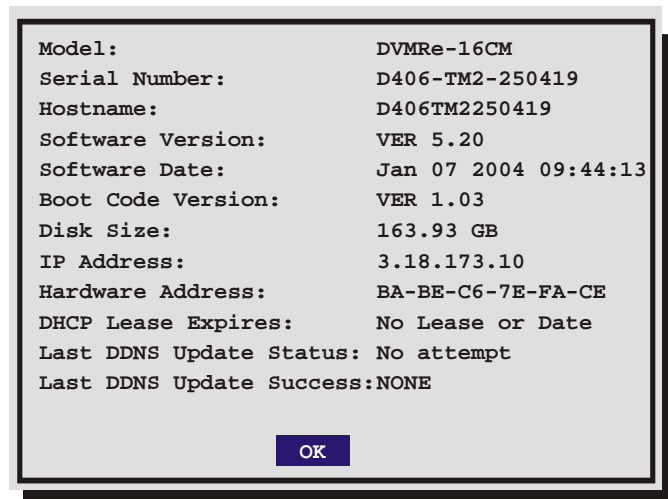 Model: DVMRe-16CM
Serial Number: D406-TM2-250419
Hostname: D406TM2250419
Software Version: VER 5.20
Software Date: Jan 07 2004 09:44:13
Boot Code Version: VER 1.03
Disk Size: 163.93 GB
IP Address: 3.18.173.10
Hardware Address: BA-BE-C6-7E-FA-CE
DHCP Lease Expires: No Lease or Date
Last DDNS Update Status: No attempt
Last DDNS Update Success:NONE
OK